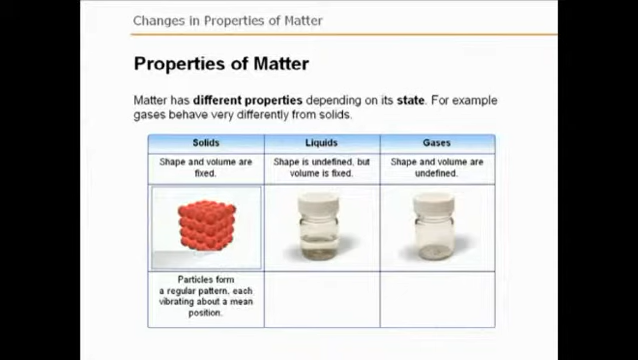 Changes in Properties of Matter
Properties of Matter
Matter has different properties depending on its state. For example
gases behave very differently from solids.
Solids
Liquids
Gases
Shape and volume are
fixed.
Shape is undefined, but
volume is fixed.
Shape and volume are
undefined.
Particles form
a regular pattern, each
vibrating about a mean
position.